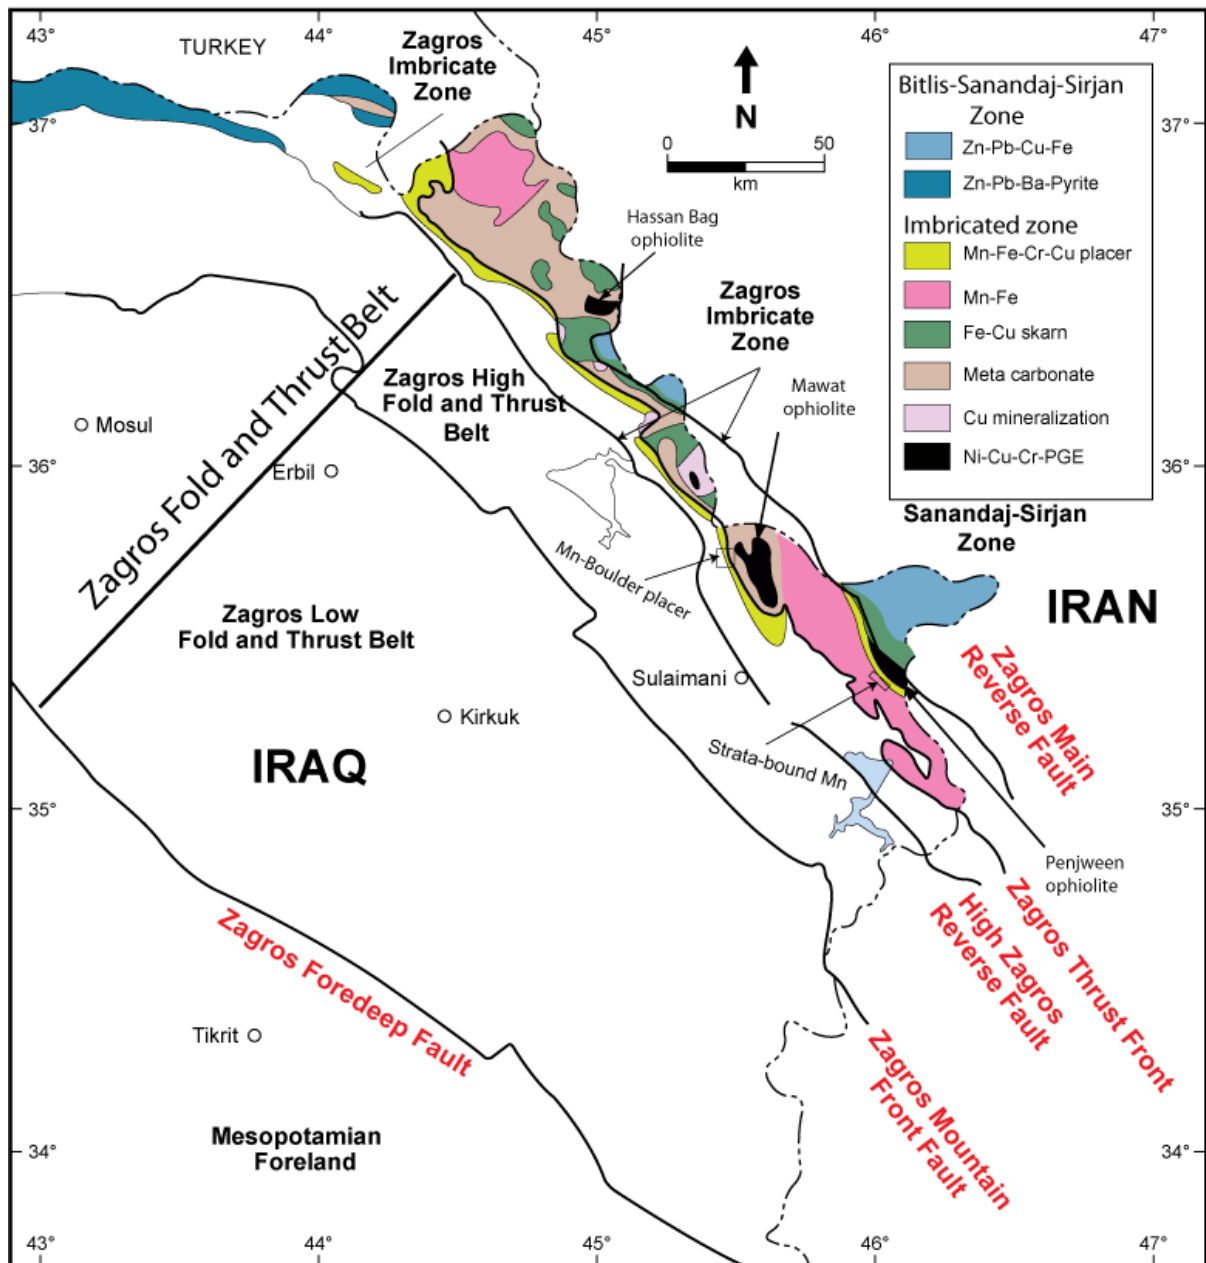 43°
44°
45°
46°
47°
TURKEY
Zagros
Imbricate
Zone
N
0
50
km
Bitlis-Sanandaj-Sirjan
Zone
Zn-Pb-Cu-Fe
Zn-Pb-Ba-Pyrite
Imbricated zone
Mn-Fe-Cr-Cu placer
Mn-Fe
Fe-Cu skarn
Meta carbonate
Cu mineralization
Ni-Cu-Cr-PGE
37°
37°
Hassan Bag
ophiolite
Zagros
Imbricate
Zone
Zagros Fold and Thrust Belt
Zagros High
Fold and Thrust
Belt
Mawat
ophiolite
Mosul
Erbil
36°
36°
Sanandaj-Sirjan
Zone
Mn-Boulder placer
IRAN
Zagros Low
Fold and Thrust Belt
Sulaimani
Zagros Main
Reverse Fault
Kirkuk
Strata-bound Mn
IRAQ
35°
35°
Penjween
ophiolite
Zagros Thrust Front
High Zagros
Reverse Fault
Zagros Foredeep Fault
Tikrit
Zagros Mountain
Front Fault
Mesopotamian
Foreland
34°
34°
43°
44°
45°
46°
47°